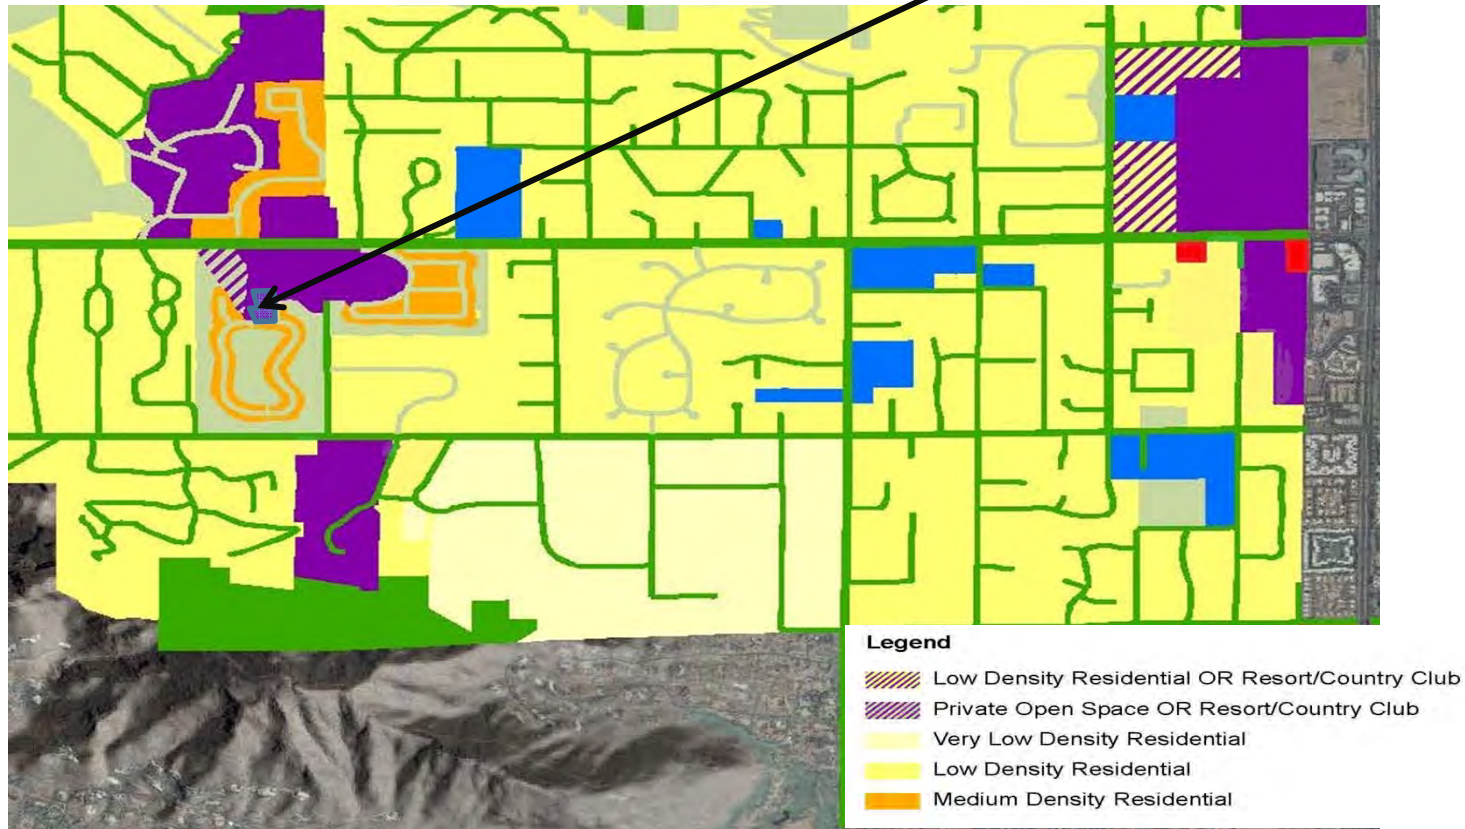 Legend
Low Density Residential OR Resort/Country Club
Private Open Space OR Resort/Country Club
Very Low Density Residential
Low Density Residential
Medium Density Residential